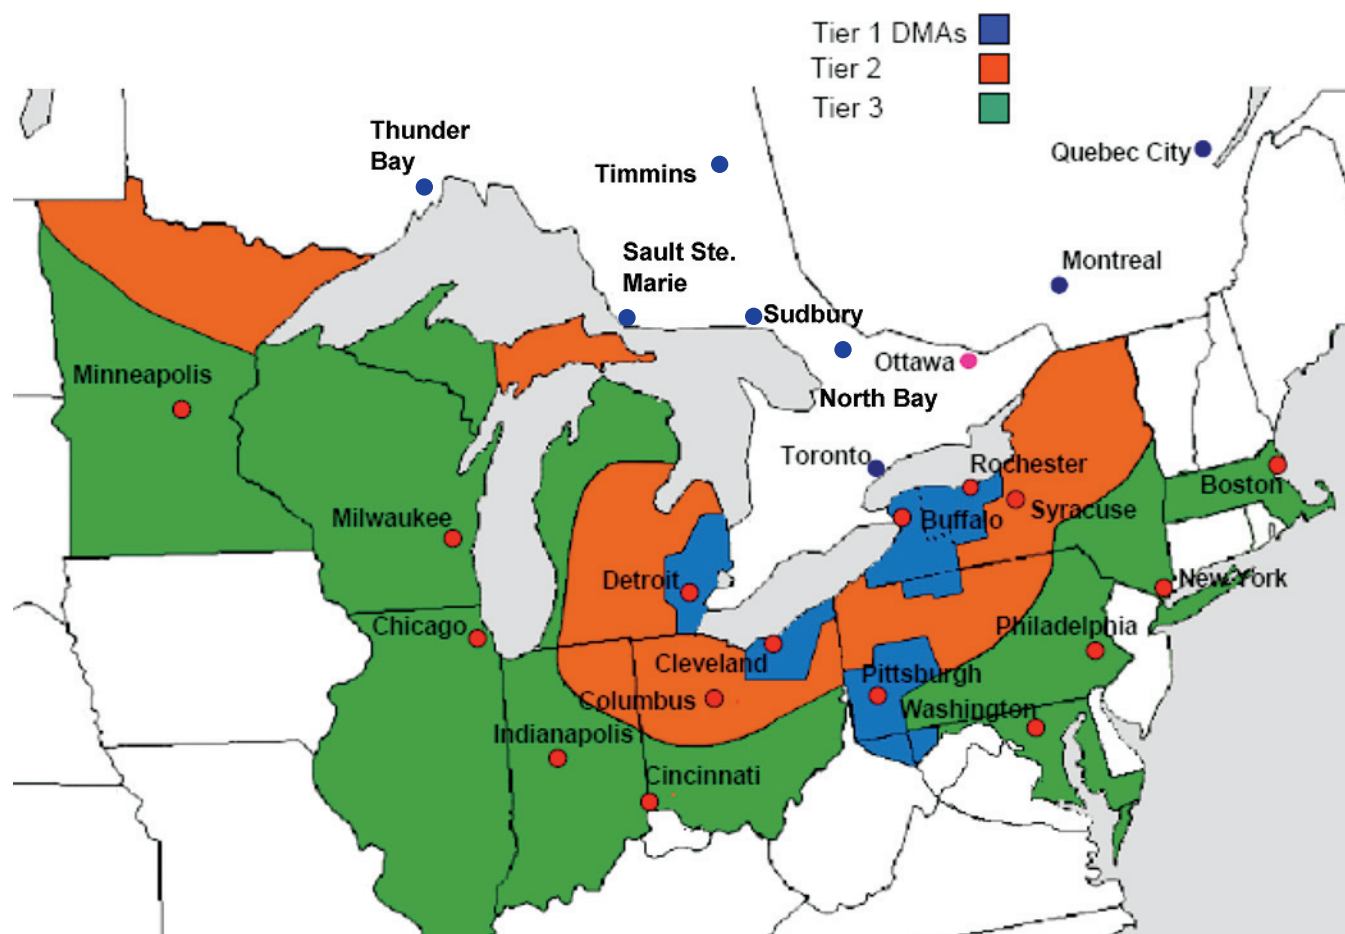 Tier 1 DMAs
Tier 2
Tier 3
Thunder
Bay
Timmins
Quebec City
Sault Ste.
Marie
Montreal
Sudbury
Ottawa
Minneapolis
North Bay
Toronto
Rochester
Boston
Milwaukee
Buffalo
Syracuse
Detroit
New York
Chicago
Philadelphia
Cleveland
Pittsburgh
Columbus
Washington
Indianapolis
Cincinnati